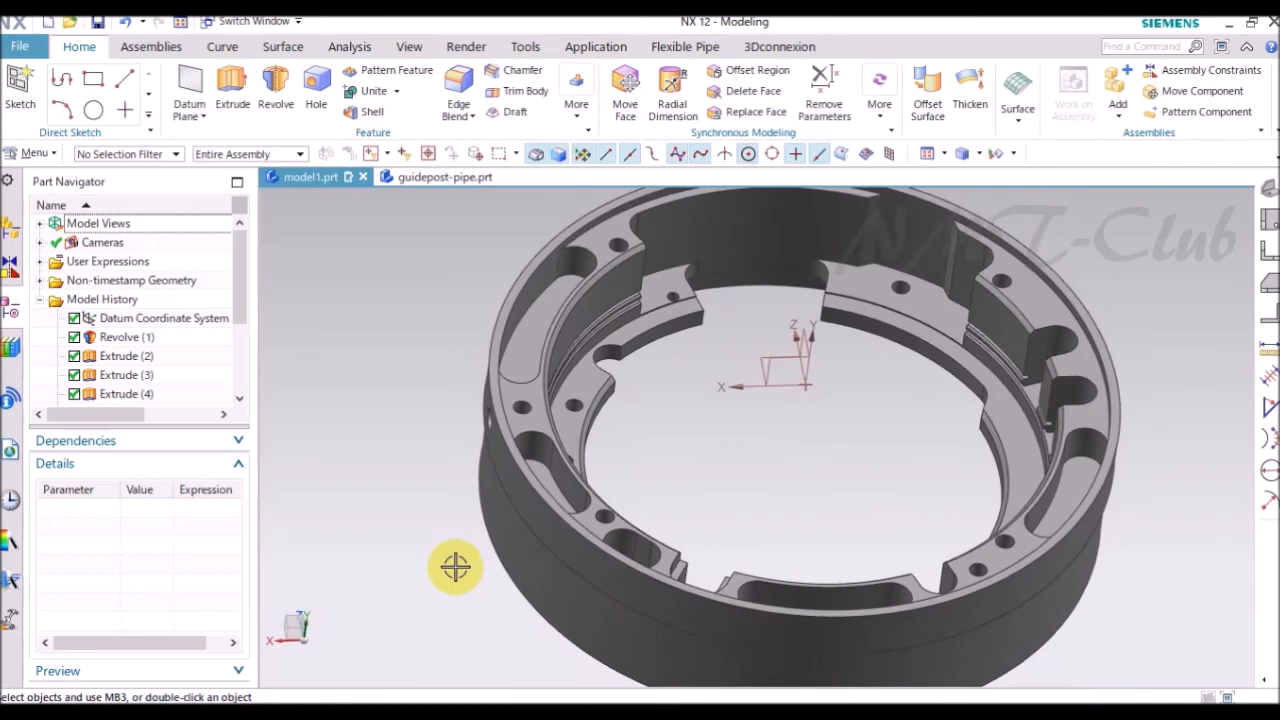 NX
Switch Window
NX 12 - Modeling
SIEMENS
File Home Assemblies Curve Surface Analysis View Render Tools Application Flexible Pipe 3Dconnexion
Find a Command
Sketch
Direct Sketch
Datum Plane
Extrude
Revolve
Hole
Pattern Feature
Unite
Shell
Edge Blend
Chamfer
Trim Body
Draft
More
Feature
Move Face
Radial Dimension
Offset Region
Delete Face
Replace Face
Remove Parameters
More
Synchronous Modeling
Offset Surface
Thicken
Surface
Work on Assembly
Add
Assembly Constraints
Move Component
Pattern Component
Assemblies
Menu
No Selection Filter
Entire Assembly
Part Navigator
model1.prt
guidepost-pipe.prt
Name
Model Views
Cameras
User Expressions
Non-timestamp Geometry
Model History
Datum Coordinate System
Revolve (1)
Extrude (2)
Extrude (3)
Extrude (4)
Dependencies
Details
Parameter Value Expression
Preview
Z Y
X
Z Y
X
select objects and use MB3, or double-click an object